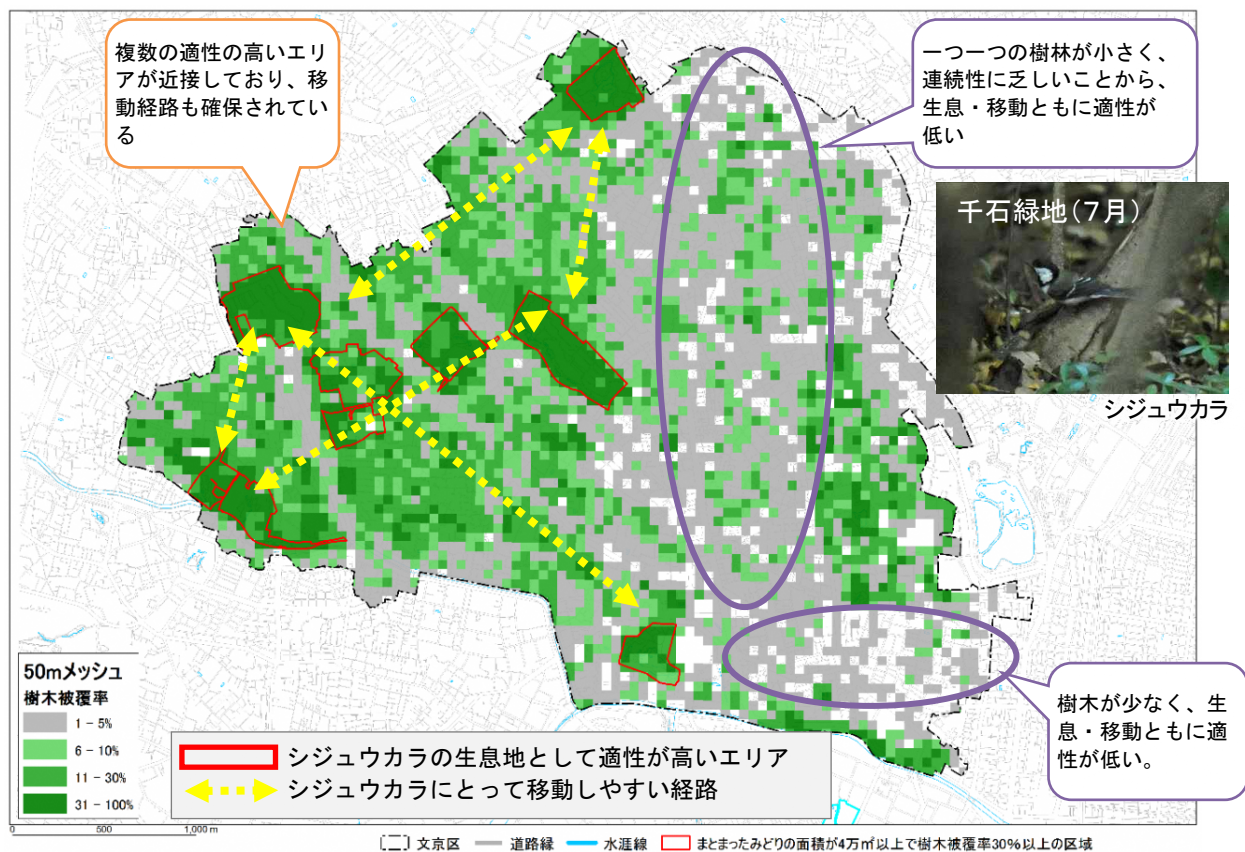 複数の適性の高いエリ
アが近接しており、移
動経路も確保されてい
る
一つ一つの樹林が小さく、
連続性に乏しいことから、
生息・移動ともに適性が
低い
千石緑地(7月)
シジュウカラ
樹木が少なく、生
息・移動ともに適
性が低い。
50mメッシュ
樹木被覆率
1 - 5%
6 - 10%
11 - 30%
31 - 100%
シジュウカラの生息地として適性が高いエリア
シジュウカラにとって移動しやすい経路
0 500 1,000 m
文京区 道路縁 水涯線 まとまったみどりの面積が4万㎡以上で樹木被覆率30%以上の区域